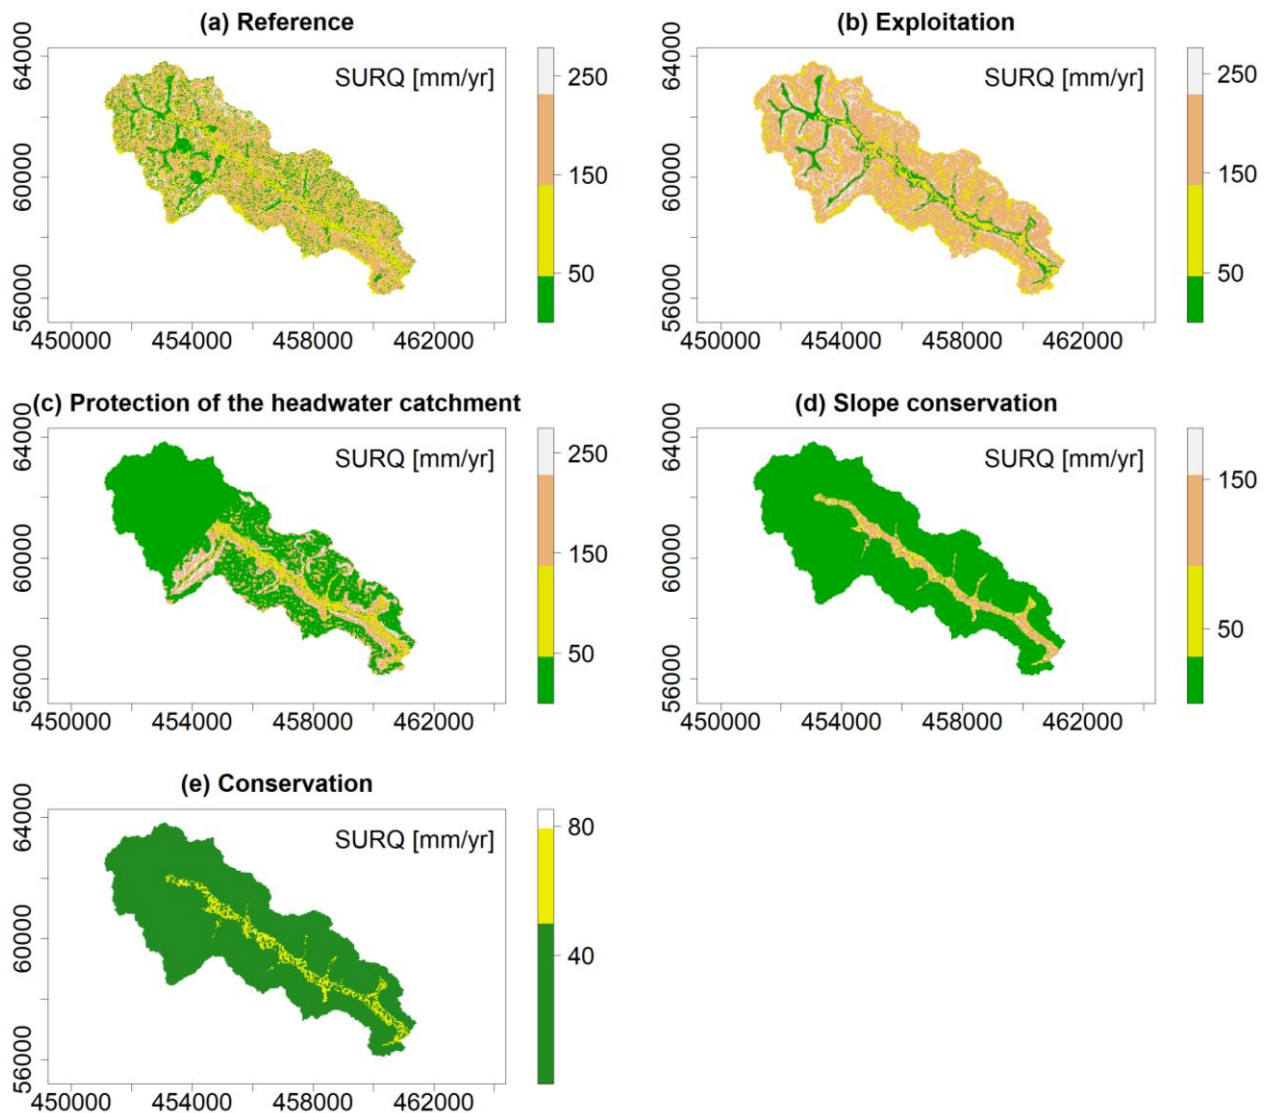 (a) Reference
SURQ [mm/yr]
64000
60000
56000
450000 454000 458000 462000
250
150
50
(b) Exploitation
SURQ [mm/yr]
64000
60000
56000
450000 454000 458000 462000
250
150
50
(c) Protection of the headwater catchment
SURQ [mm/yr]
64000
60000
56000
450000 454000 458000 462000
250
150
50
(d) Slope conservation
SURQ [mm/yr]
64000
60000
56000
450000 454000 458000 462000
150
50
(e) Conservation
SURQ [mm/yr]
64000
60000
56000
450000 454000 458000 462000
80
40